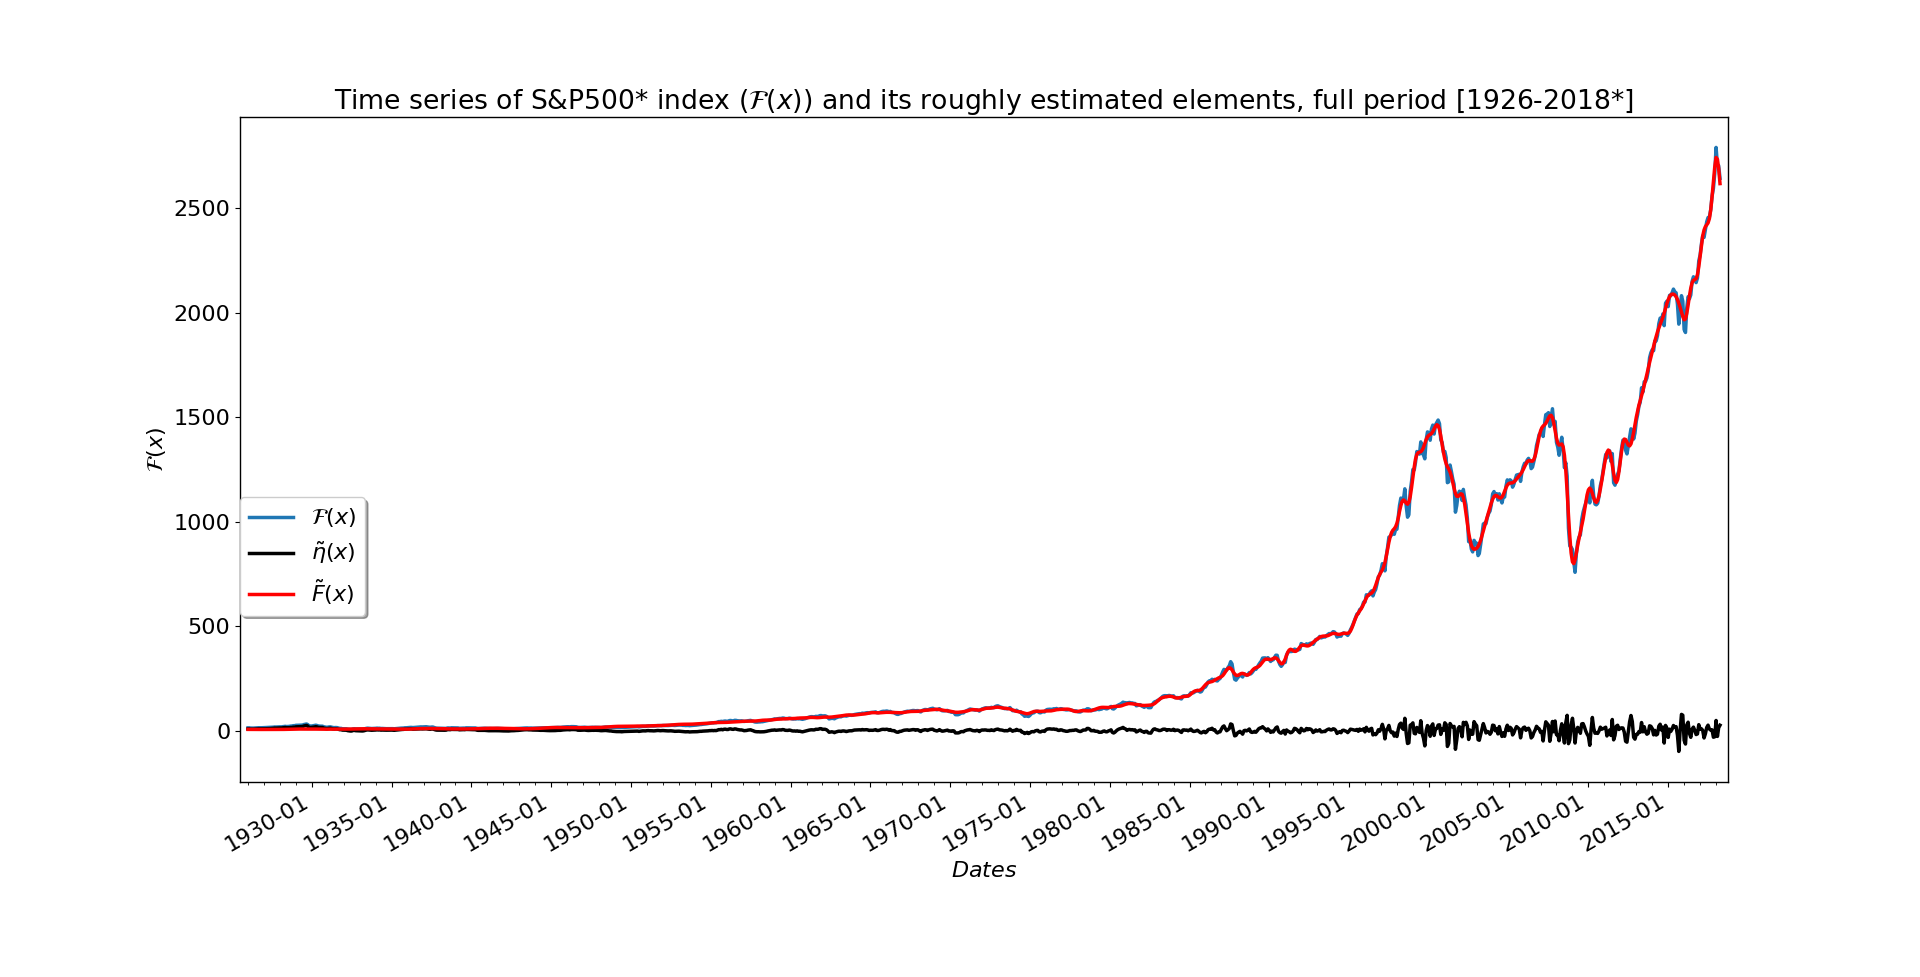 Time series of S&P500* index (ℱ(x)) and its roughly estimated elements, full period [1926-2018*]
ℱ(x)
2500
2000
1500
1000
500
0
ℱ(x)
η̃(x)
F̃(x)
1930-01 1935-01 1940-01 1945-01 1950-01 1955-01 1960-01 1965-01 1970-01 1975-01 1980-01 1985-01 1990-01 1995-01 2000-01 2005-01 2010-01 2015-01
Dates